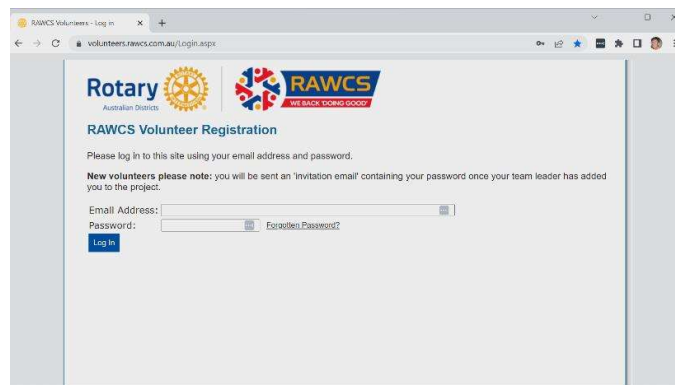 RAWCS Volunteers - Log in
volunteers.rawcs.com.au/Login.aspx
Rotary
Australian Districts
RAWCS
WE BACK 'DOING GOOD'
RAWCS Volunteer Registration
Please log in to this site using your email address and password.
New volunteers please note: you will be sent an 'invitation email' containing your password once your team leader has added
you to the project.
Email Address:
Password:
Forgotten Password?
Log In